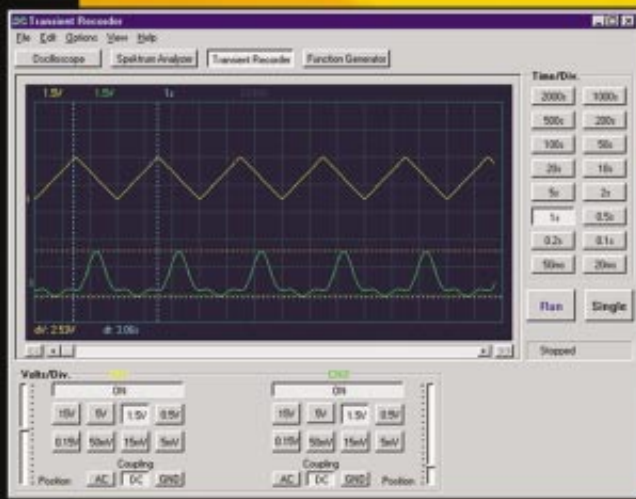 Transient Recorder
File Edit Options View Help
Oscilloscope Spektrum Analyzer Transient Recorder Function Generator
Time/Div.
1.5V 1.5V 1s
2000s 1000s
500s 200s
100s 50s
20s 10s
5s 2s
1s 0.5s
0.2s 0.1s
50ms 20ms
Run Single
dV: 2.53V dt: 3.06s
Stopped
Volts/Div. CH1 CH2
ON ON
15V 5V 1.5V 0.5V 15V 5V 1.5V 0.5V
0.15V 50mV 15mV 5mV 0.15V 50mV 15mV 5mV
Coupling Coupling
Position AC DC GND AC DC GND Position